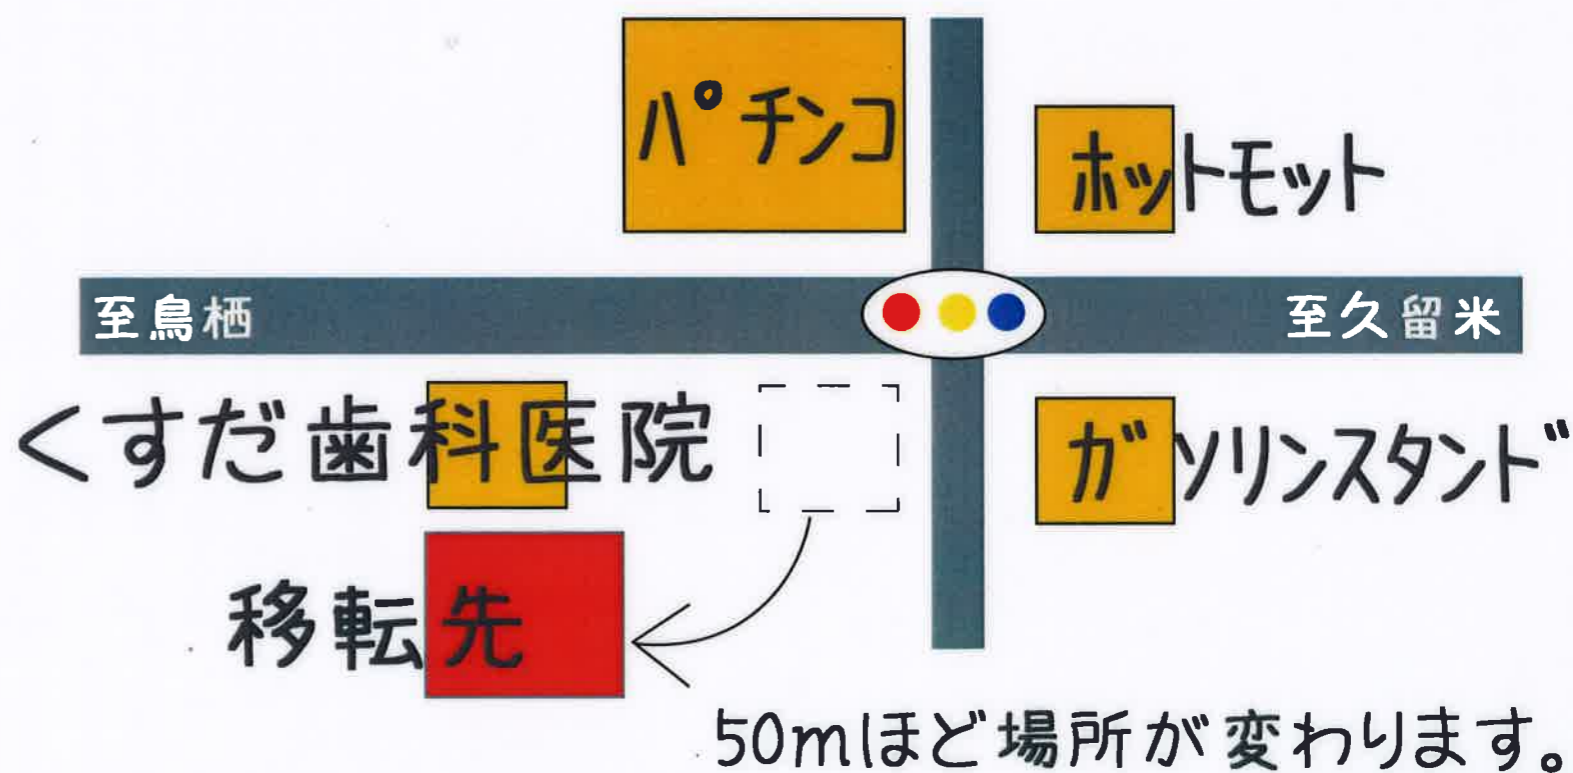 パチンコ
ホットモット
至鳥栖
至久留米
くすだ歯科医院
ガソリンスタンド
移転先
50mほど場所が変わります。